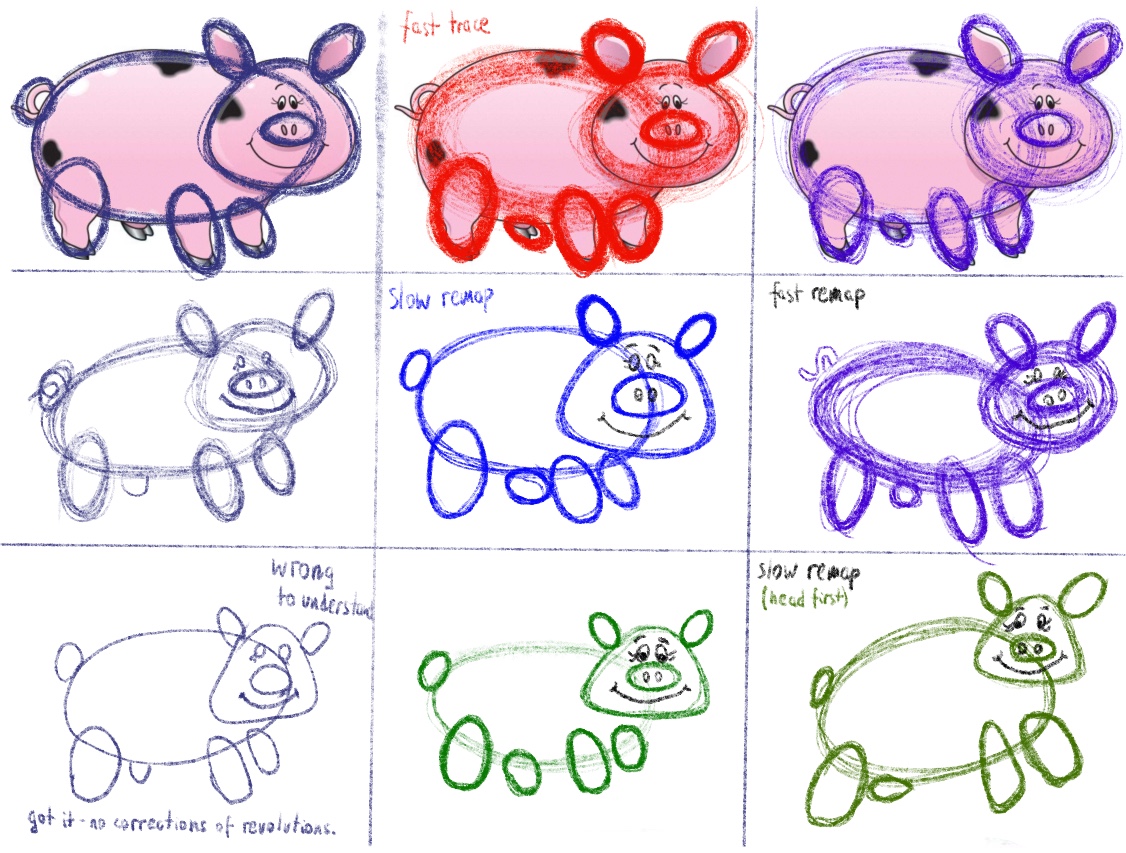 fast trace
slow remap
fast remap
wrong
to understand
got it - no corrections of revolutions.
slow remap
(head first)